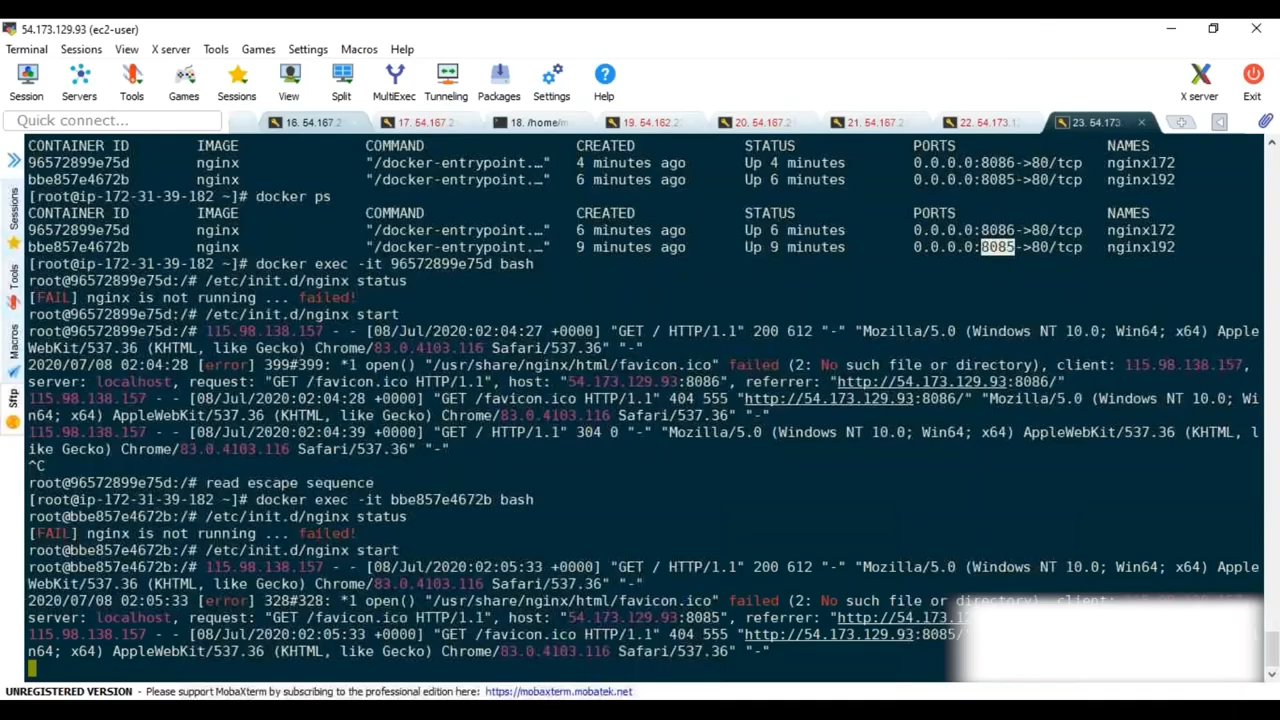 54.173.129.93 (ec2-user)
Terminal Sessions View X server Tools Games Settings Macros Help
Session Servers Tools Games Sessions View Split MultiExec Tunneling Packages Settings Help X server Exit
Quick connect... 16. 54.167.2 17. 54.167.2 18. /home/m 19. 54.162.2 20. 54.167.2 21. 54.167.2 22. 54.173.1 23. 54.173
Sessions
Tools
Macros
Sftp
CONTAINER ID IMAGE COMMAND CREATED STATUS PORTS NAMES
96572899e75d nginx "/docker-entrypoint.…" 4 minutes ago Up 4 minutes 0.0.0.0:8086->80/tcp nginx172
bbe857e4672b nginx "/docker-entrypoint.…" 6 minutes ago Up 6 minutes 0.0.0.0:8085->80/tcp nginx192
[root@ip-172-31-39-182 ~]# docker ps
CONTAINER ID IMAGE COMMAND CREATED STATUS PORTS NAMES
96572899e75d nginx "/docker-entrypoint.…" 6 minutes ago Up 6 minutes 0.0.0.0:8086->80/tcp nginx172
bbe857e4672b nginx "/docker-entrypoint.…" 9 minutes ago Up 9 minutes 0.0.0.0:8085->80/tcp nginx192
[root@ip-172-31-39-182 ~]# docker exec -it 96572899e75d bash
root@96572899e75d:/# /etc/init.d/nginx status
[FAIL] nginx is not running ... failed!
root@96572899e75d:/# /etc/init.d/nginx start
root@96572899e75d:/# 115.98.138.157 - - [08/Jul/2020:02:04:27 +0000] "GET / HTTP/1.1" 200 612 "-" "Mozilla/5.0 (Windows NT 10.0; Win64; x64) Apple
WebKit/537.36 (KHTML, like Gecko) Chrome/83.0.4103.116 Safari/537.36" "-"
2020/07/08 02:04:28 [error] 399#399: *1 open() "/usr/share/nginx/html/favicon.ico" failed (2: No such file or directory), client: 115.98.138.157,
server: localhost, request: "GET /favicon.ico HTTP/1.1", host: "54.173.129.93:8086", referrer: "http://54.173.129.93:8086/"
115.98.138.157 - - [08/Jul/2020:02:04:28 +0000] "GET /favicon.ico HTTP/1.1" 404 555 "http://54.173.129.93:8086/" "Mozilla/5.0 (Windows NT 10.0; Wi
n64; x64) AppleWebKit/537.36 (KHTML, like Gecko) Chrome/83.0.4103.116 Safari/537.36" "-"
115.98.138.157 - - [08/Jul/2020:02:04:39 +0000] "GET / HTTP/1.1" 304 0 "-" "Mozilla/5.0 (Windows NT 10.0; Win64; x64) AppleWebKit/537.36 (KHTML, l
ike Gecko) Chrome/83.0.4103.116 Safari/537.36" "-"
^C
root@96572899e75d:/# read escape sequence
[root@ip-172-31-39-182 ~]# docker exec -it bbe857e4672b bash
root@bbe857e4672b:/# /etc/init.d/nginx status
[FAIL] nginx is not running ... failed!
root@bbe857e4672b:/# /etc/init.d/nginx start
root@bbe857e4672b:/# 115.98.138.157 - - [08/Jul/2020:02:05:33 +0000] "GET / HTTP/1.1" 200 612 "-" "Mozilla/5.0 (Windows NT 10.0; Win64; x64) Apple
WebKit/537.36 (KHTML, like Gecko) Chrome/83.0.4103.116 Safari/537.36" "-"
2020/07/08 02:05:33 [error] 328#328: *1 open() "/usr/share/nginx/html/favicon.ico" failed (2: No such file or directory), client: 115.98.138.157,
server: localhost, request: "GET /favicon.ico HTTP/1.1", host: "54.173.129.93:8085", referrer: "http://54.173.12
115.98.138.157 - - [08/Jul/2020:02:05:33 +0000] "GET /favicon.ico HTTP/1.1" 404 555 "http://54.173.129.93:8085/"
n64; x64) AppleWebKit/537.36 (KHTML, like Gecko) Chrome/83.0.4103.116 Safari/537.36" "-"
UNREGISTERED VERSION - Please support MobaXterm by subscribing to the professional edition here: https://mobaxterm.mobatek.net